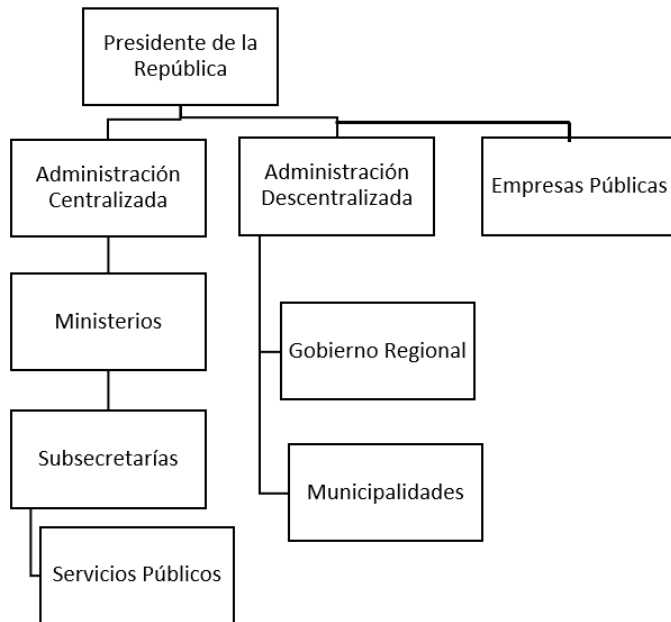 Presidente de la
República
Administración
Centralizada
Administración
Descentralizada
Empresas Públicas
Ministerios
Gobierno Regional
Subsecretarías
Municipalidades
Servicios Públicos